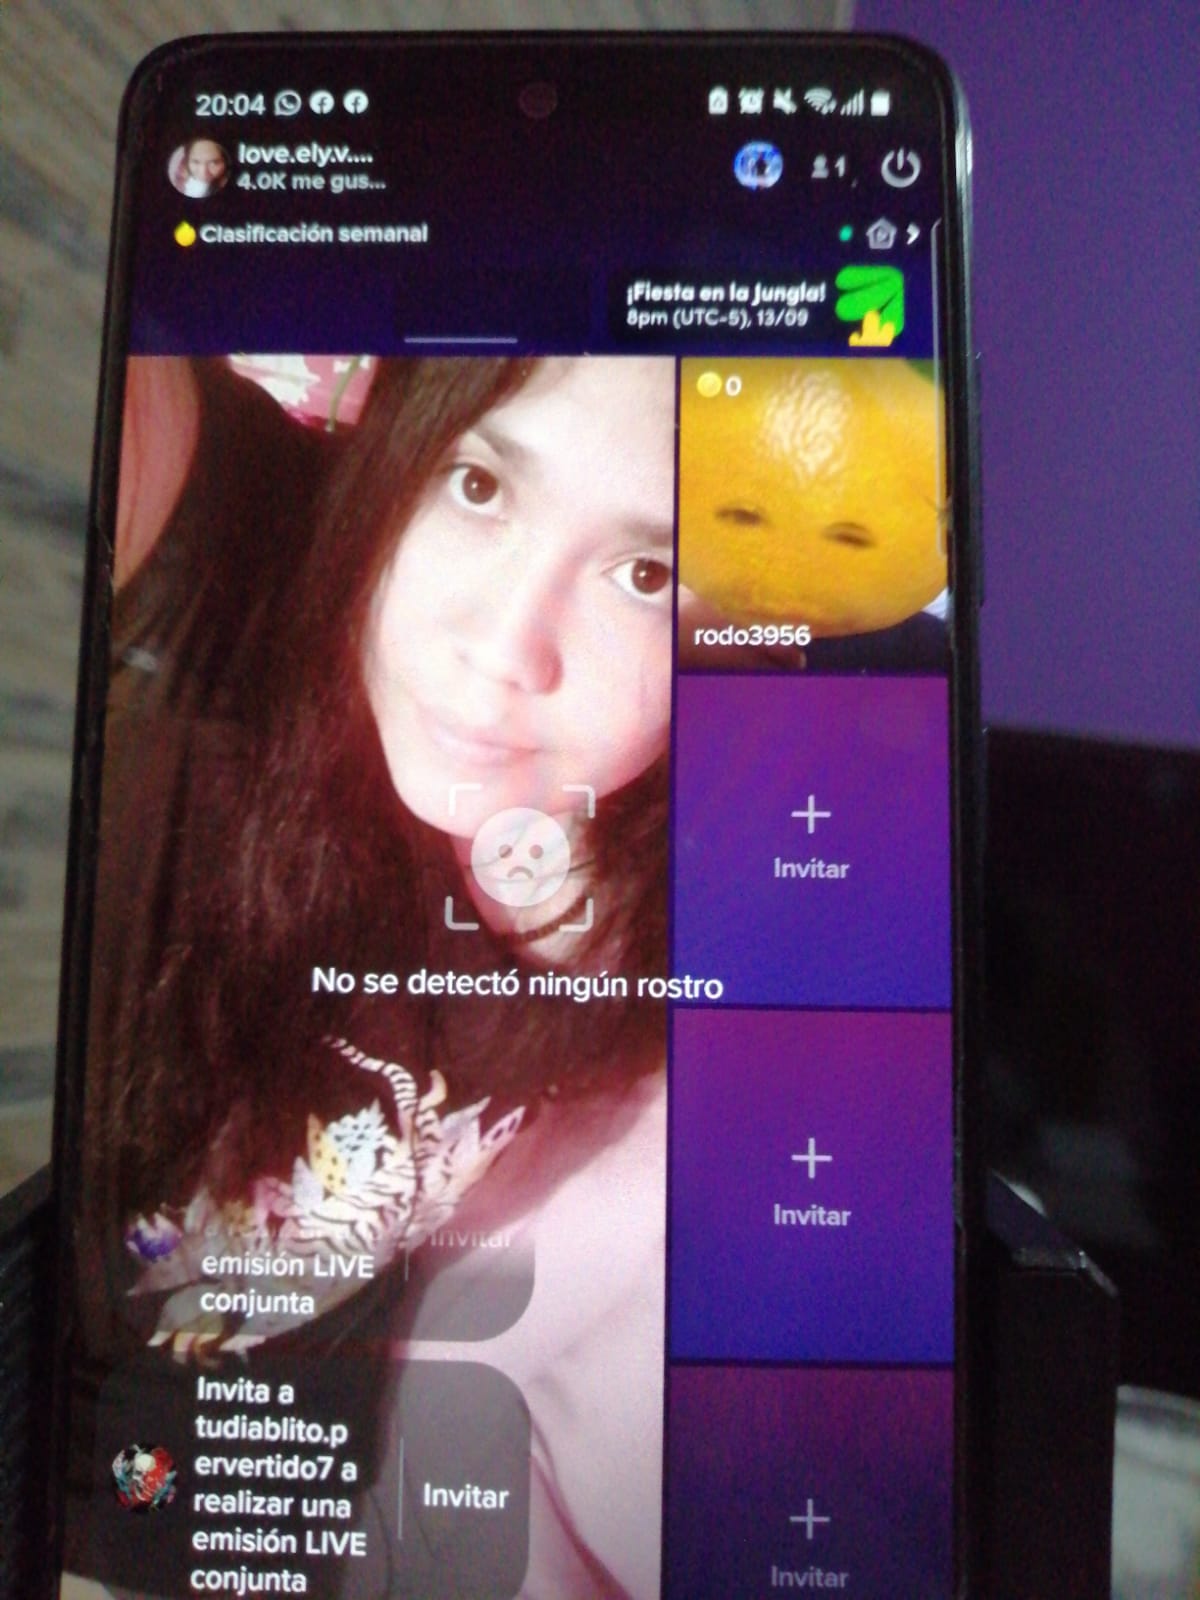 20:04
love.ely.v....
4.0K me gus...
1
Clasificación semanal
¡Fiesta en la Jungla!
8pm (UTC-5), 13/09
0
rodo3956
Invitar
No se detectó ningún rostro
Invitar
Invitar
emisión LIVE
conjunta
Invita a
tudiablito.p
ervertido7 a
realizar una
emisión LIVE
conjunta
Invitar
Invitar